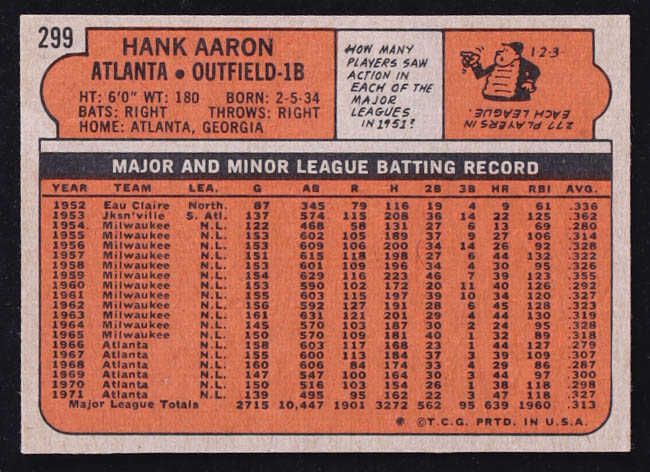 299
HANK AARON
ATLANTA • OUTFIELD-1B
HT: 6'0" WT: 180 BORN: 2-5-34
BATS: RIGHT THROWS: RIGHT
HOME: ATLANTA, GEORGIA
HOW MANY
PLAYERS SAW
ACTION IN
EACH OF THE
MAJOR
LEAGUES
IN 1951?
1-2-3
277 PLAYERS IN
EACH LEAGUE.
MAJOR AND MINOR LEAGUE BATTING RECORD
YEAR TEAM LEA. G AB R H 2B 3B HR RBI AVG.
1952 Eau Claire North. 87 345 79 116 19 4 9 61 .336
1953 Jksn'ville S. Atl. 137 574 115 208 36 14 22 125 .362
1954 Milwaukee N.L. 122 468 58 131 27 6 13 69 .280
1955 Milwaukee N.L. 153 602 105 189 37 9 27 106 .314
1956 Milwaukee N.L. 153 609 106 200 34 14 26 92 .328
1957 Milwaukee N.L. 151 615 118 198 27 6 44 132 .322
1958 Milwaukee N.L. 153 601 109 196 34 4 30 95 .326
1959 Milwaukee N.L. 154 629 116 223 46 7 39 123 .355
1960 Milwaukee N.L. 153 590 102 172 20 11 40 126 .292
1961 Milwaukee N.L. 155 603 115 197 39 10 34 120 .327
1962 Milwaukee N.L. 156 592 127 191 28 6 45 128 .323
1963 Milwaukee N.L. 161 631 121 201 29 4 44 130 .319
1964 Milwaukee N.L. 145 570 103 187 30 2 24 95 .328
1965 Milwaukee N.L. 150 570 109 181 40 1 32 89 .318
1966 Atlanta N.L. 158 603 117 168 23 1 44 127 .279
1967 Atlanta N.L. 155 600 113 184 37 3 39 109 .307
1968 Atlanta N.L. 160 606 84 174 33 4 29 86 .287
1969 Atlanta N.L. 147 547 100 164 30 3 44 97 .300
1970 Atlanta N.L. 150 516 103 154 26 1 38 118 .298
1971 Atlanta N.L. 139 495 95 162 22 3 47 118 .327
Major League Totals 2715 10,447 1901 3272 562 95 639 1960 .313
* ©T.C.G. PRTD. IN U.S.A.